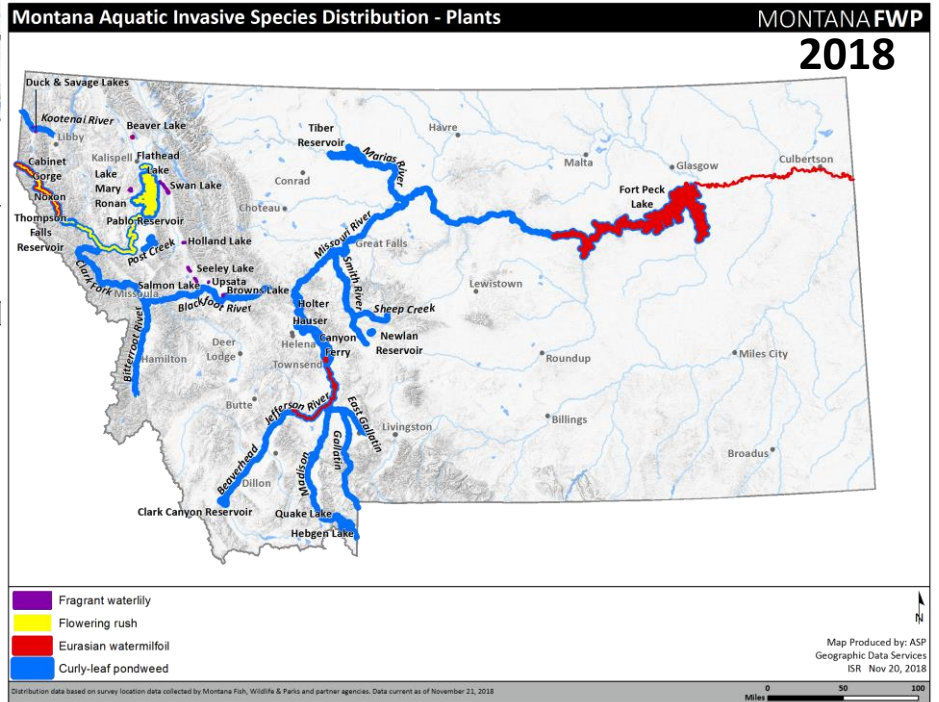 Montana Aquatic Invasive Species Distribution - Plants
MONTANA FWP
2018
Duck & Savage Lakes
Kootenai River
Libby
Beaver Lake
Tiber
Reservoir
Havre
Marias
River
Malta
Glasgow
Culbertson
Cabinet
Gorge
Kalispell
Flathead
Lake
Lake
Mary
Ronan
Swan Lake
Conrad
Fort Peck
Lake
Noxon
Choteau
Thompson
Falls
Reservoir
Pablo Reservoir
Post Creek
Holland Lake
Missouri River
Great Falls
Clark Fork
Seeley Lake
Salmon Lake
Upsata
Browns Lake
Missoula
Blackfoot River
Smith River
Lewistown
Holter
Hauser
Sheep Creek
Bitterroot River
Hamilton
Deer
Lodge
Helena
Canyon
Ferry
Newlan
Reservoir
Townsend
Roundup
Miles City
Butte
Jefferson River
East Gallatin
Livingston
Billings
Beaverhead
Madison
Gallatin
Broadus
Dillon
Clark Canyon Reservoir
Quake Lake
Hebgen Lake
Fragrant waterlily
Flowering rush
Eurasian watermilfoil
Curly-leaf pondweed
N
Map Produced by: ASP
Geographic Data Services
ISR Nov 20, 2018
Distribution data based on survey location data collected by Montana Fish, Wildlife & Parks and partner agencies. Data current as of November 21, 2018
0 50 100
Miles